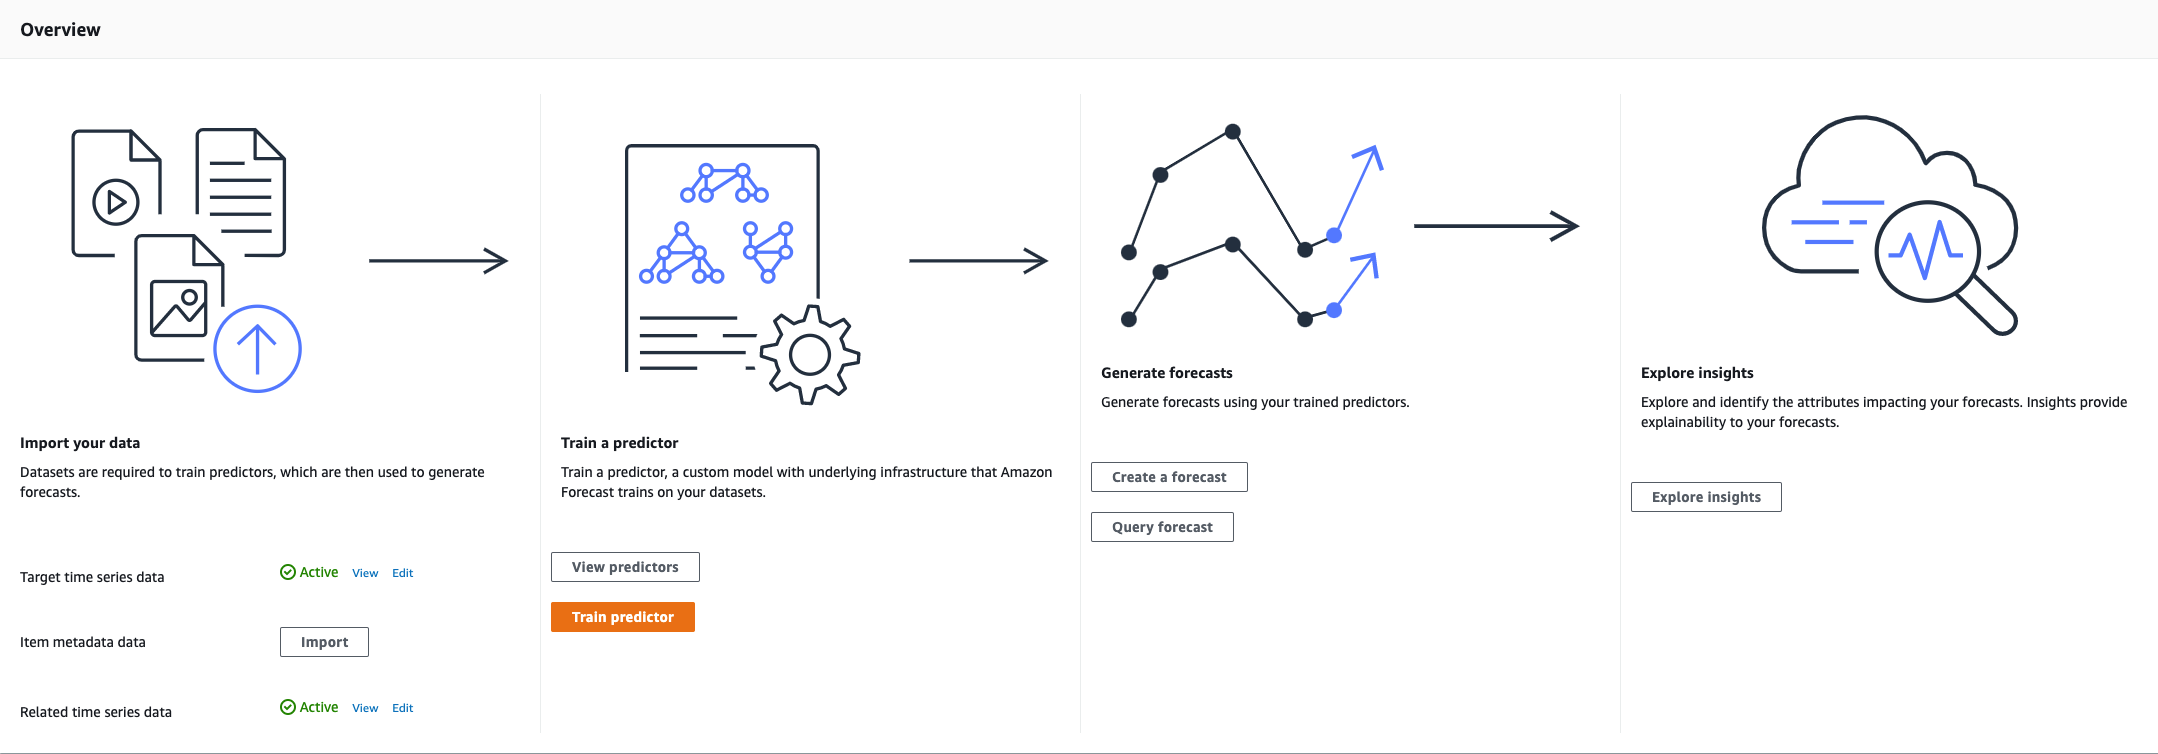 Overview
Import your data
Datasets are required to train predictors, which are then used to generate
forecasts.
Target time series data
Active View Edit
Item metadata data
Import
Related time series data
Active View Edit
Train a predictor
Train a predictor, a custom model with underlying infrastructure that Amazon
Forecast trains on your datasets.
View predictors
Train predictor
Generate forecasts
Generate forecasts using your trained predictors.
Create a forecast
Query forecast
Explore insights
Explore and identify the attributes impacting your forecasts. Insights provide
explainability to your forecasts.
Explore insights